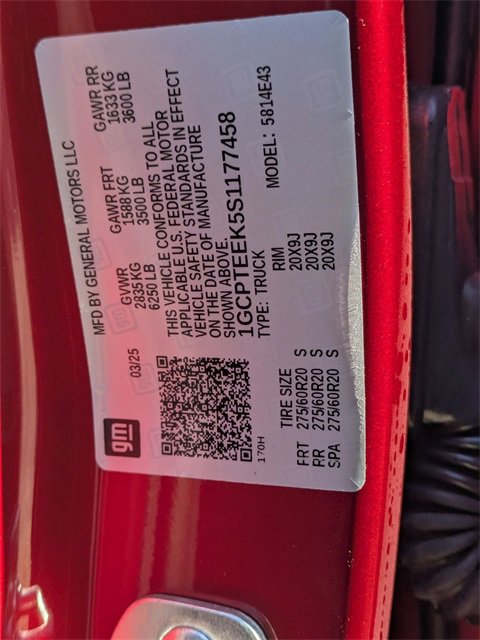 gm
03/25
MFD BY GENERAL MOTORS LLC
GVWR GAWR FRT GAWR RR
2835 KG 1588 KG 1633 KG
6250 LB 3500 LB 3600 LB
THIS VEHICLE CONFORMS TO ALL
APPLICABLE U.S. FEDERAL MOTOR
VEHICLE SAFETY STANDARDS IN EFFECT
ON THE DATE OF MANUFACTURE
SHOWN ABOVE.
1GCPTEEK5S1177458
TYPE: TRUCK MODEL: 5814E43
170H
TIRE SIZE RIM
FRT 275/60R20 S 20X9J
RR 275/60R20 S 20X9J
SPA 275/60R20 S 20X9J